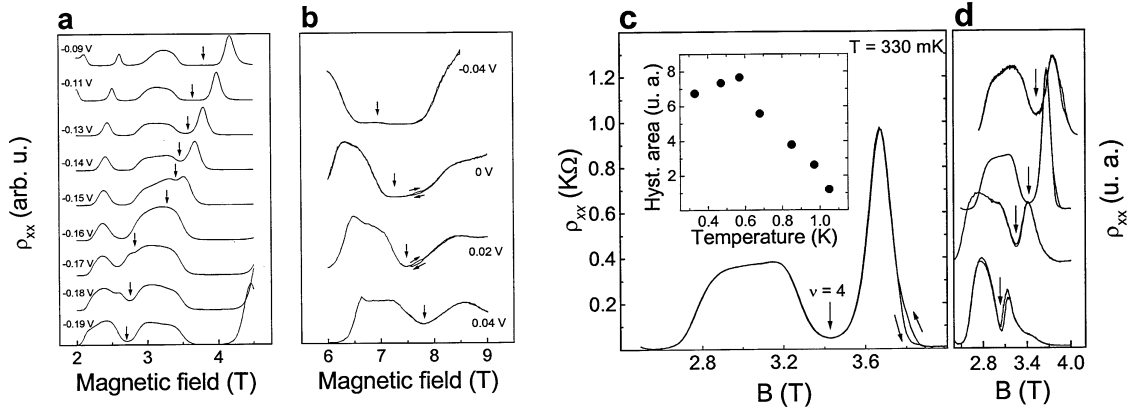 a
b
c
d
-0.09 V
-0.11 V
-0.13 V
-0.14 V
-0.15 V
-0.16 V
-0.17 V
-0.18 V
-0.19 V
ρxx (arb. u.)
2 3 4
Magnetic field (T)
-0.04 V
0 V
0.02 V
0.04 V
6 7 8 9
Magnetic field (T)
T = 330 mK
ρxx (KΩ)
1.2
1.0
0.8
0.6
0.4
0.2
ν = 4
2.8 3.2 3.6
B (T)
Hyst. area (u. a.)
8
6
4
2
0.4 0.6 0.8 1.0
Temperature (K)
2.8 3.4 4.0
B (T)
ρxx (u. a.)